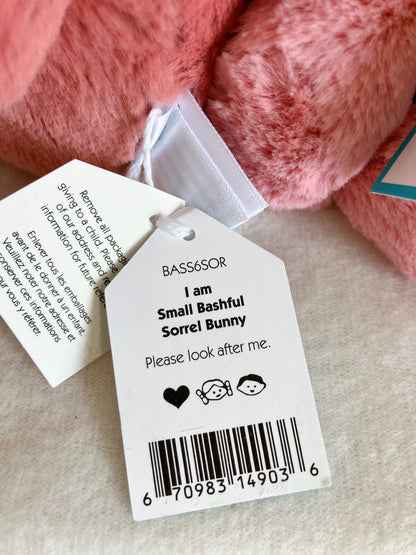 BASS6SOR
I am
Small Bashful
Sorrel Bunny
Please look after me.
6 70983 14903 6
Remove all
giving to a child. Please
of our address and
information for future
Enlever tous les emballages
avant de le donner à un enfant.
Veuillez noter notre adresse et
conserver ces informations
pour vous y référer.